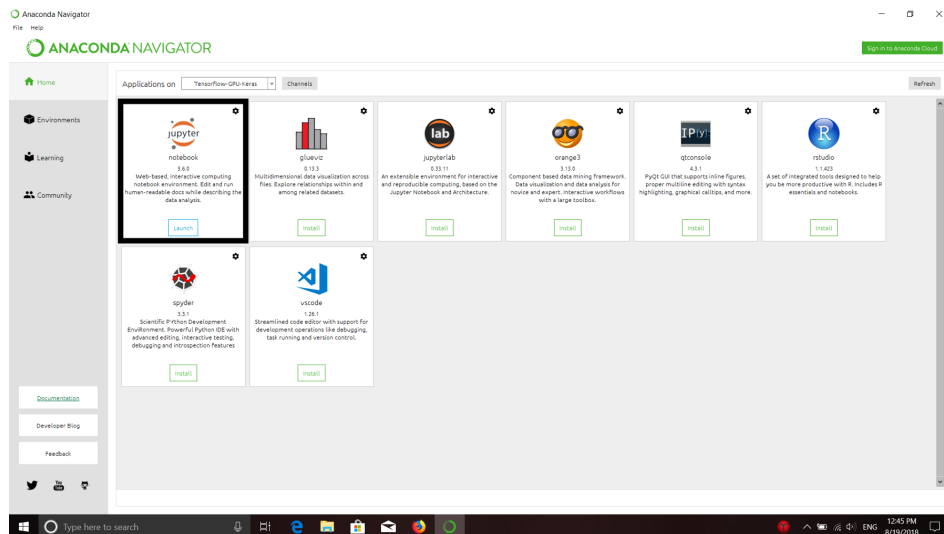 Anaconda Navigator
File Help
ANACONDA NAVIGATOR
Sign in to Anaconda Cloud
Home
Applications on Tensorflow-GPU-Keras Channels Refresh
Environments
Learning
Community
jupyter
notebook
5.6.0
Web-based, interactive computing
notebook environment. Edit and run
human-readable docs while describing the
data analysis.
Launch
glueviz
0.13.3
Multidimensional data visualization across
files. Explore relationships within and
among related datasets.
Install
lab
jupyterlab
0.33.11
An extensible environment for interactive
and reproducible computing, based on the
Jupyter Notebook and Architecture.
Install
orange3
3.13.0
Component based data mining framework.
Data visualization and data analysis for
novice and expert. Interactive workflows
with a large toolbox.
Install
IP[y]:
qtconsole
4.3.1
PyQt GUI that supports inline figures,
proper multiline editing with syntax
highlighting, graphical calltips, and more.
Install
R
rstudio
1.1.423
A set of integrated tools designed to help
you be more productive with R. Includes R
essentials and notebooks.
Install
spyder
3.3.1
Scientific PYthon Development
EnviRonment. Powerful Python IDE with
advanced editing, interactive testing,
debugging and introspection features
Install
vscode
1.26.1
Streamlined code editor with support for
development operations like debugging,
task running and version control.
Install
Documentation
Developer Blog
Feedback
You
Tube
Type here to search
ENG
12:45 PM
8/19/2018